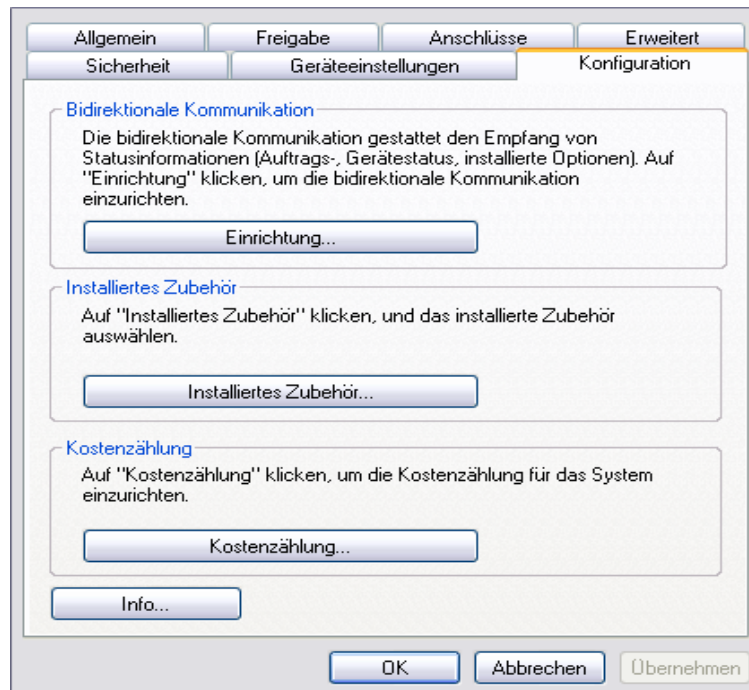 Allgemein
Freigabe
Anschlüsse
Erweitert
Sicherheit
Geräteeinstellungen
Konfiguration
Bidirektionale Kommunikation
Die bidirektionale Kommunikation gestattet den Empfang von
Statusinformationen (Auftrags-, Gerätestatus, installierte Optionen). Auf
"Einrichtung" klicken, um die bidirektionale Kommunikation
einzurichten.
Einrichtung...
Installiertes Zubehör
Auf "Installiertes Zubehör" klicken, und das installierte Zubehör
auswählen.
Installiertes Zubehör...
Kostenzählung
Auf "Kostenzählung" klicken, um die Kostenzählung für das System
einzurichten.
Kostenzählung...
Info...
OK
Abbrechen
Übernehmen